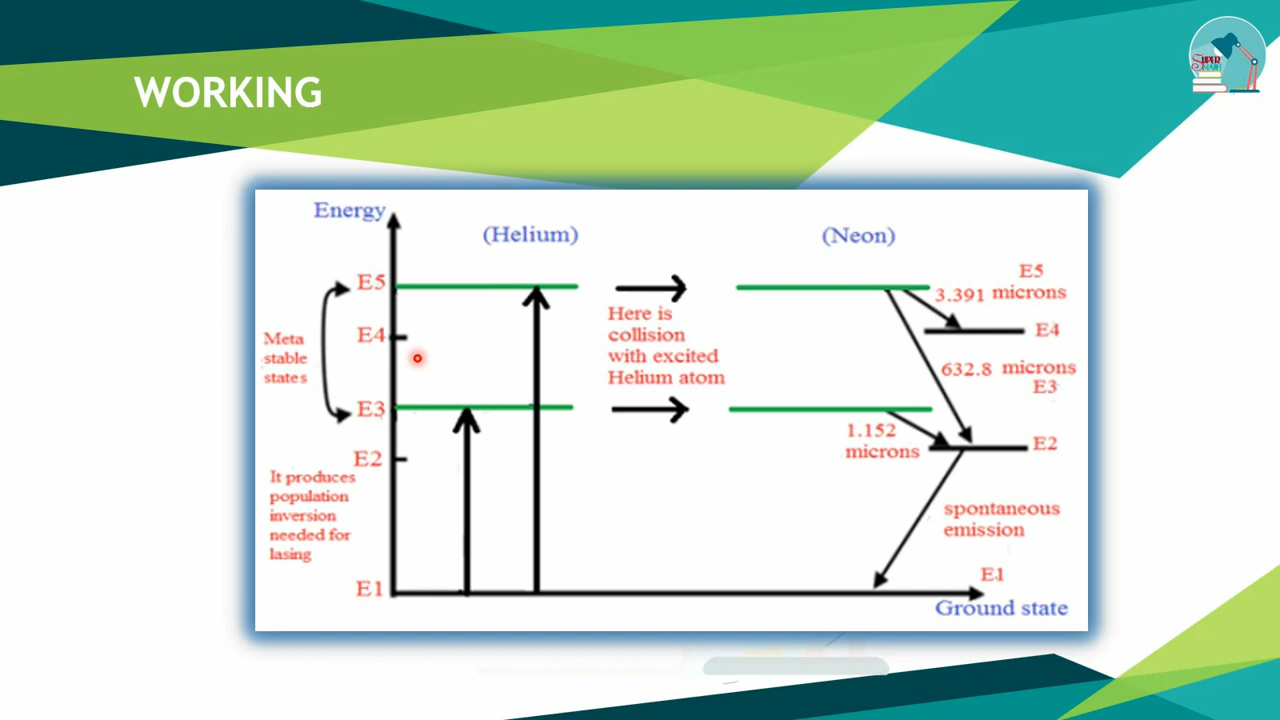 WORKING
SUPER
MAIN
Energy
(Helium)
(Neon)
E5
E4
E3
E2
E1
Meta
stable
states
It produces
population
inversion
needed for
lasing
Here is
collision
with excited
Helium atom
E5
3.391 microns
E4
632.8 microns
E3
1.152
microns
E2
spontaneous
emission
E1
Ground state